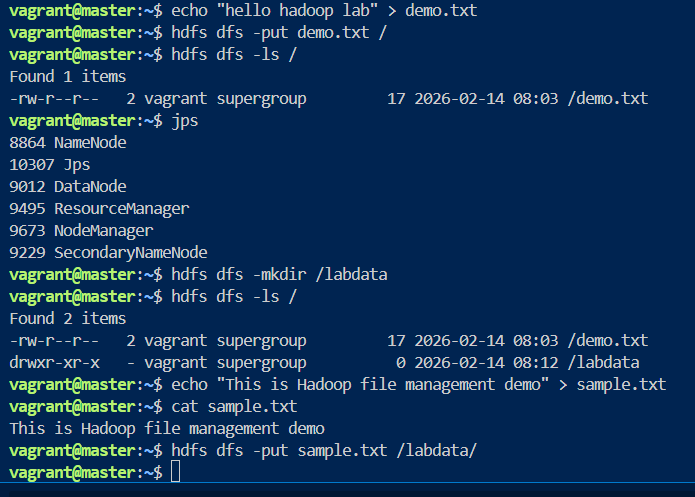 vagrant@master:~$ echo "hello hadoop lab" > demo.txt
vagrant@master:~$ hdfs dfs -put demo.txt /
vagrant@master:~$ hdfs dfs -ls /
Found 1 items
-rw-r--r--   2 vagrant supergroup         17 2026-02-14 08:03 /demo.txt
vagrant@master:~$ jps
8864 NameNode
10307 Jps
9012 DataNode
9495 ResourceManager
9673 NodeManager
9229 SecondaryNameNode
vagrant@master:~$ hdfs dfs -mkdir /labdata
vagrant@master:~$ hdfs dfs -ls /
Found 2 items
-rw-r--r--   2 vagrant supergroup         17 2026-02-14 08:03 /demo.txt
drwxr-xr-x   - vagrant supergroup          0 2026-02-14 08:12 /labdata
vagrant@master:~$ echo "This is Hadoop file management demo" > sample.txt
vagrant@master:~$ cat sample.txt
This is Hadoop file management demo
vagrant@master:~$ hdfs dfs -put sample.txt /labdata/
vagrant@master:~$